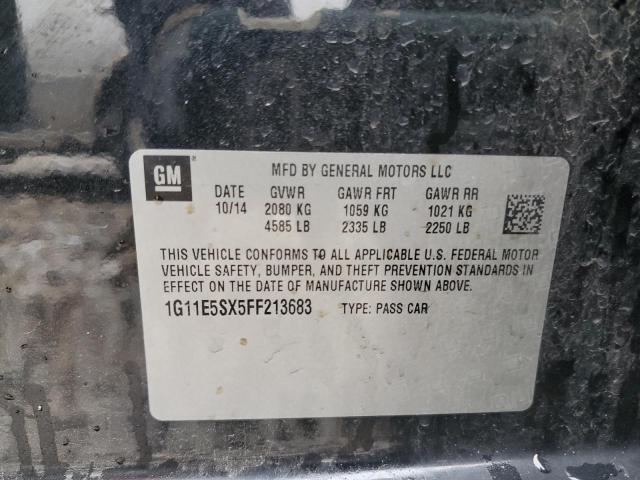 GM ®
MFD BY GENERAL MOTORS LLC
DATE GVWR GAWR FRT GAWR RR
10/14 2080 KG 1059 KG 1021 KG
4585 LB 2335 LB 2250 LB
THIS VEHICLE CONFORMS TO ALL APPLICABLE U.S. FEDERAL MOTOR
VEHICLE SAFETY, BUMPER, AND THEFT PREVENTION STANDARDS IN
EFFECT ON THE DATE OF MANUFACTURE SHOWN ABOVE.
1G11E5SX5FF213683 TYPE: PASS CAR